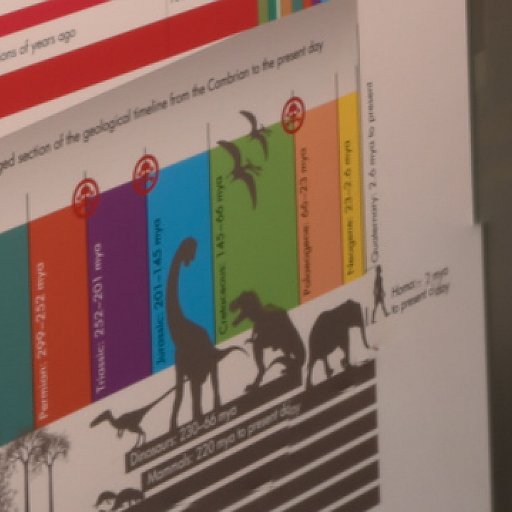 ons of years ago
ged section of the geological timeline from the Cambrian to the present day
Permian: 299–252 mya
Triassic: 252–201 mya
Jurassic: 201–145 mya
Cretaceous: 145–66 mya
Palaeogene: 66–23 mya
Neogene: 23–2.6 mya
Quaternary: 2.6 mya to present
Homo:– 2 mya
to present day
Dinosaurs: 230–66 mya
Mammals: 220 mya to present day